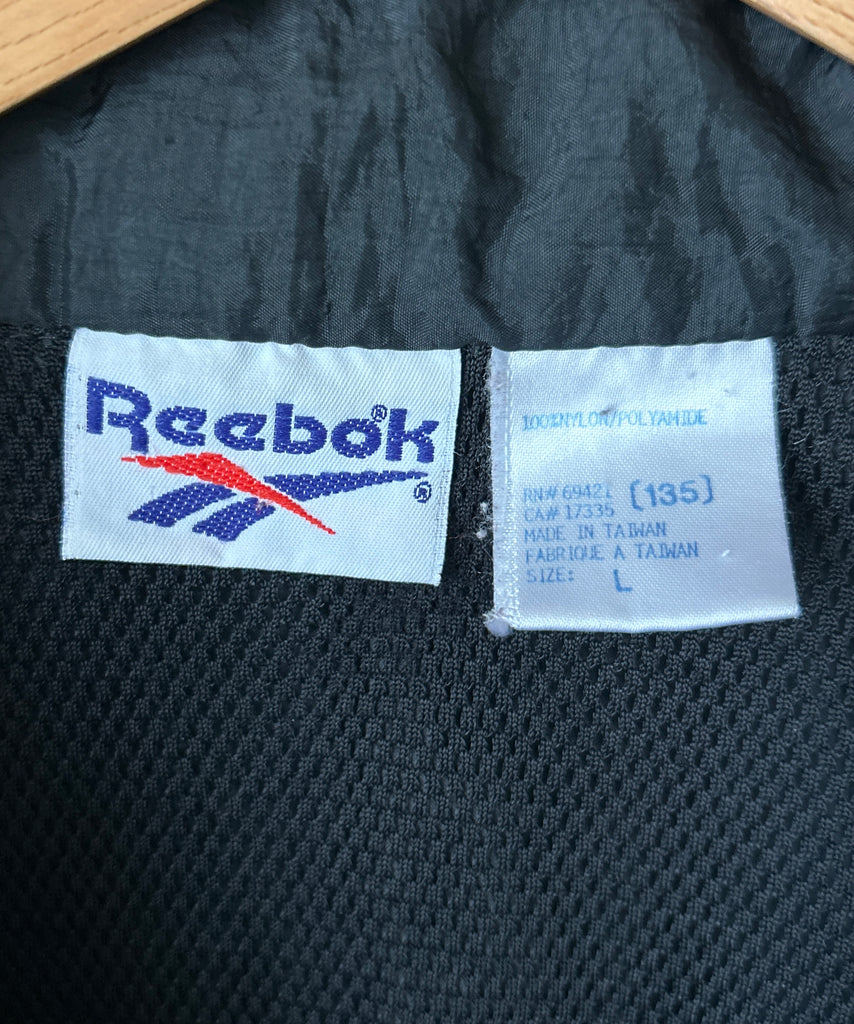 Reebok®
®
100%NYLON/POLYAMIDE
RN# 69421 [135]
CA# 17335
MADE IN TAIWAN
FABRIQUE A TAIWAN
SIZE: L